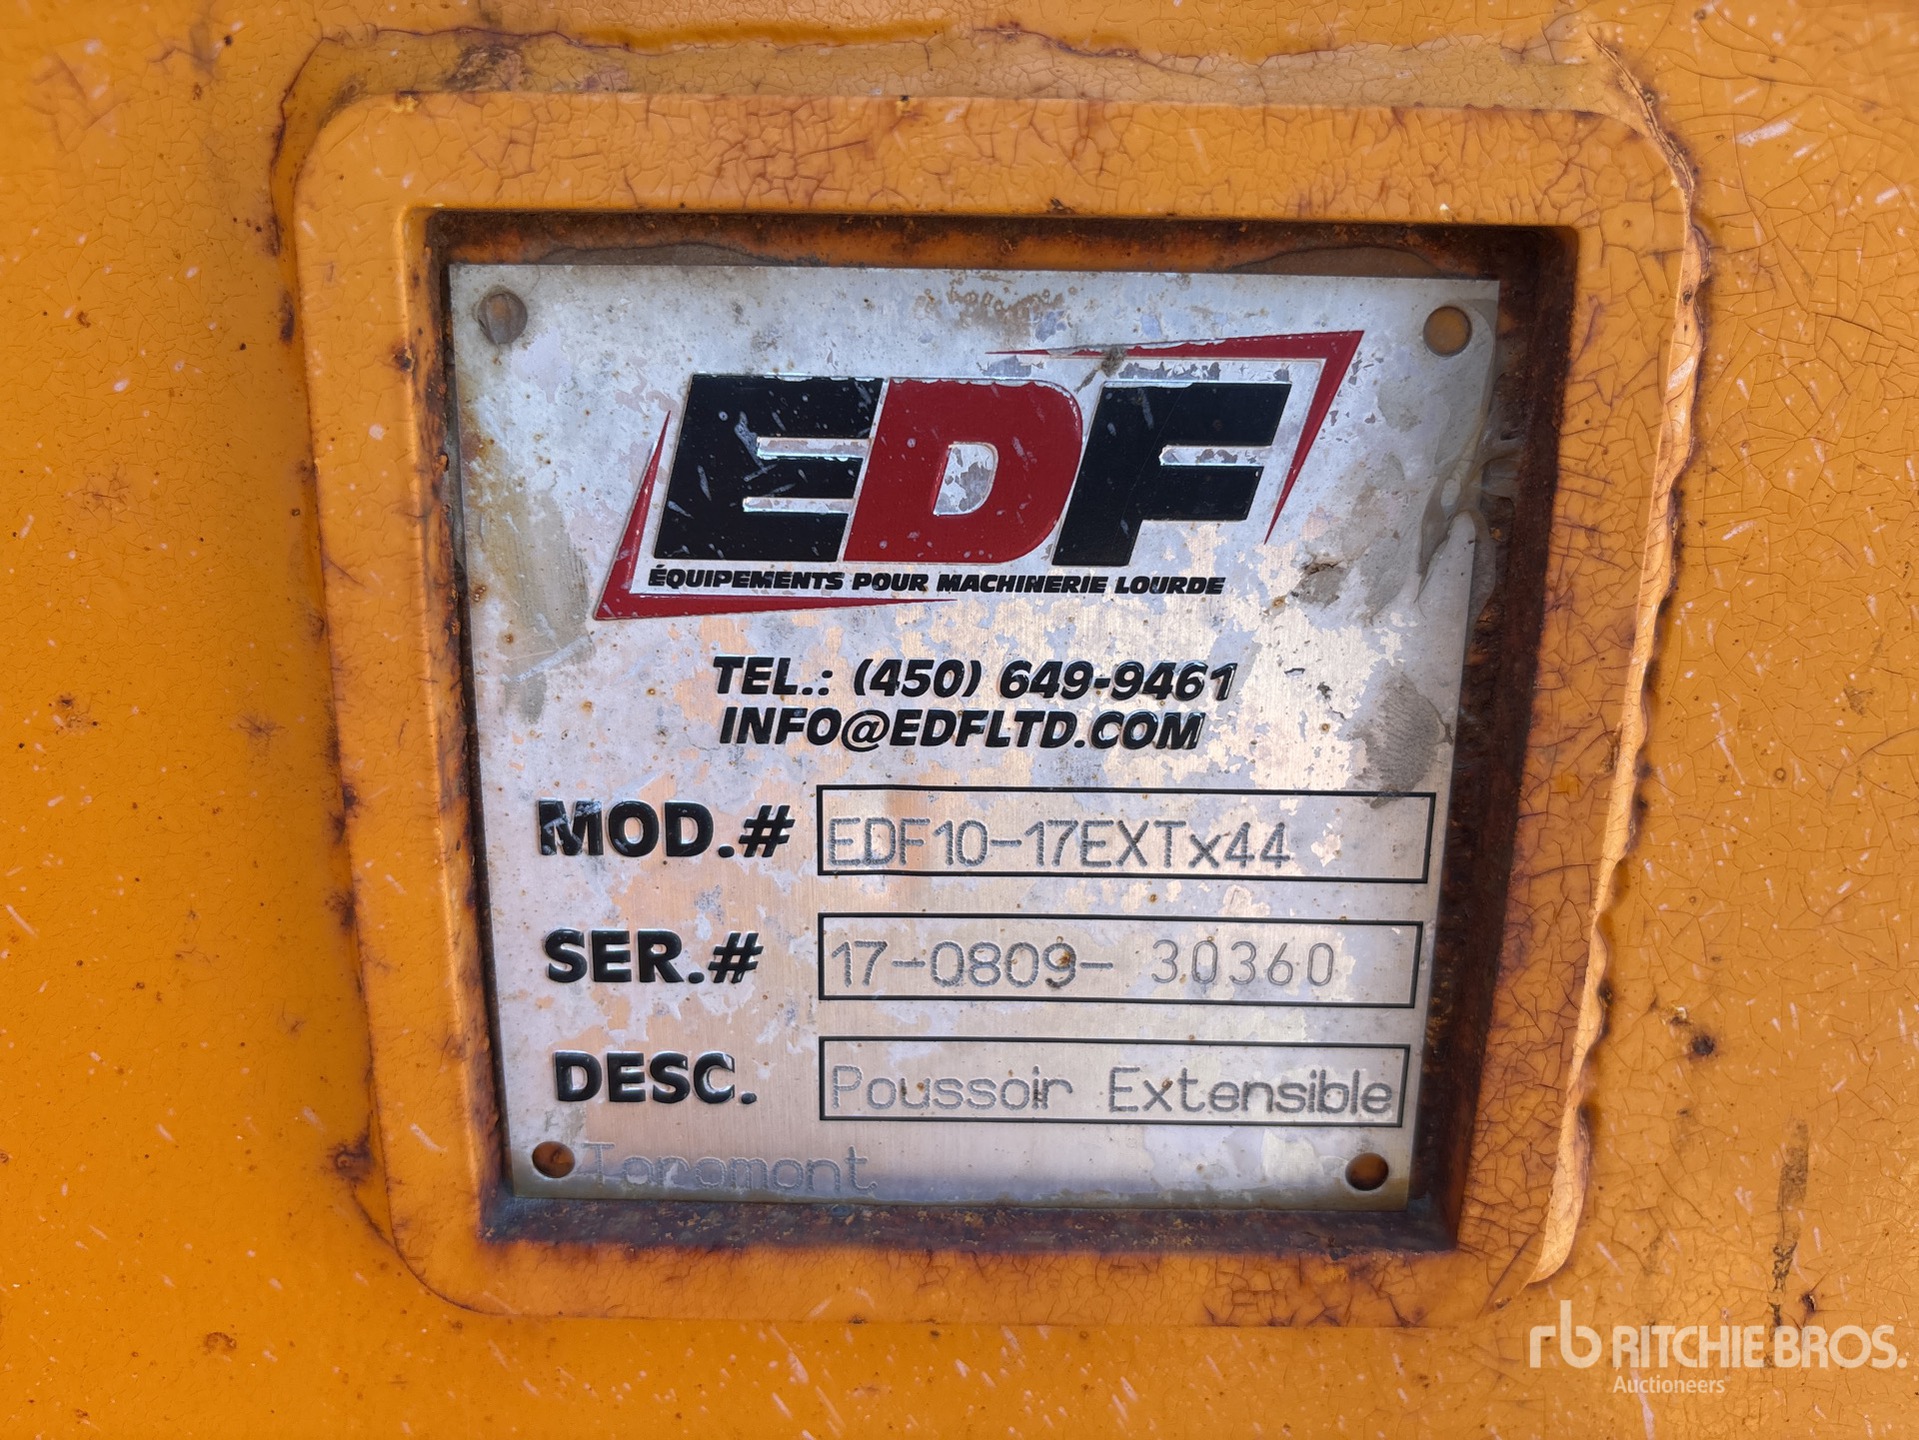 EDF
ÉQUIPEMENTS POUR MACHINERIE LOURDE
TEL.: (450) 649-9461
INFO@EDFLTD.COM
MOD.# EDF10-17EXTx44
SER.# 17-0809- 30360
DESC. Poussoir Extensible
Toromont
rb RITCHIE BROS.
Auctioneers